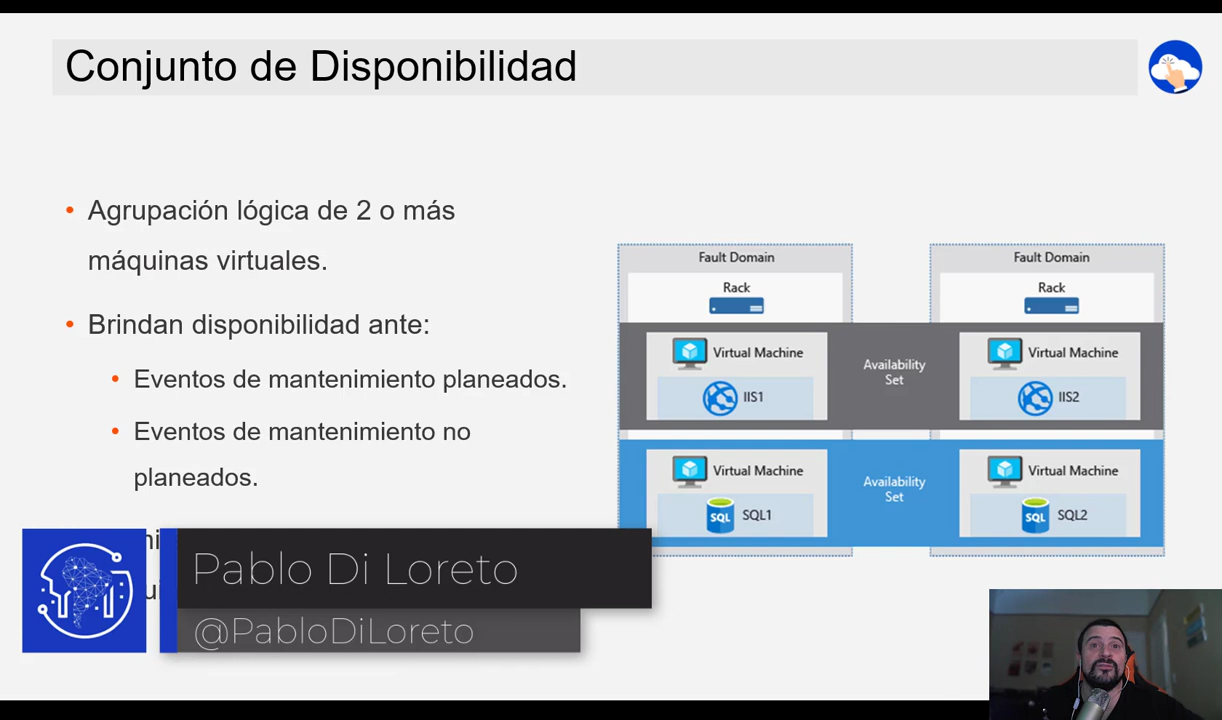 Conjunto de Disponibilidad
• Agrupación lógica de 2 o más
máquinas virtuales.
• Brindan disponibilidad ante:
• Eventos de mantenimiento planeados.
• Eventos de mantenimiento no
planeados.
Fault Domain
Rack
Fault Domain
Rack
Virtual Machine
IIS1
Availability
Set
Virtual Machine
IIS2
Virtual Machine
SQL SQL1
Availability
Set
Virtual Machine
SQL SQL2
Pablo Di Loreto
@PabloDiLoreto